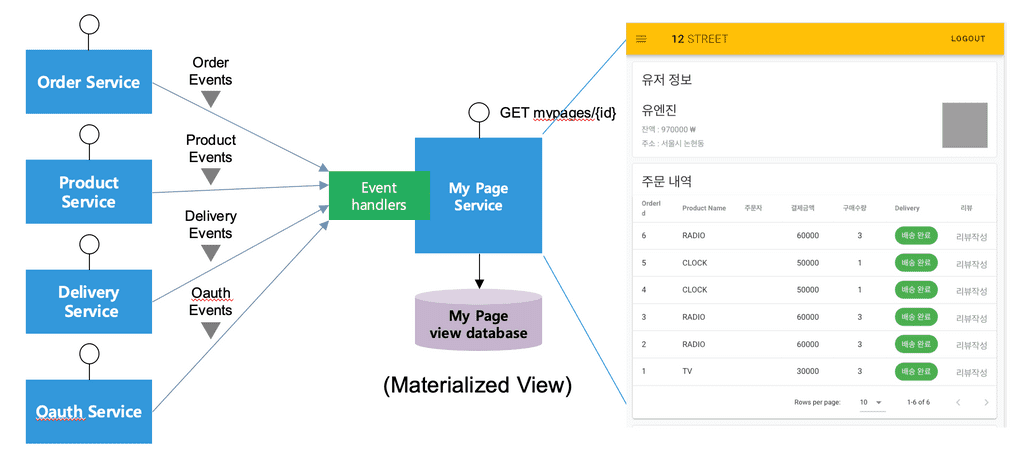 Order Service
Product
Service
Delivery
Service
Oauth Service
Order
Events
Product
Events
Delivery
Events
Oauth
Events
Event
handlers
GET mypages/{id}
My Page
Service
My Page
view database
(Materialized View)
12 STREET
LOGOUT
유저 정보
유엔진
잔액 : 970000 ₩
주소 : 서울시 논현동
주문 내역
OrderI
d
Product Name 주문자 결제금액 구매수량 Delivery 리뷰
6 RADIO 60000 3 배송 완료 리뷰작성
5 CLOCK 50000 1 배송 완료 리뷰작성
4 CLOCK 50000 1 배송 완료 리뷰작성
3 RADIO 60000 3 배송 완료 리뷰작성
2 RADIO 60000 3 배송 완료 리뷰작성
1 TV 30000 3 배송 완료 리뷰작성
Rows per page: 10 1-6 of 6